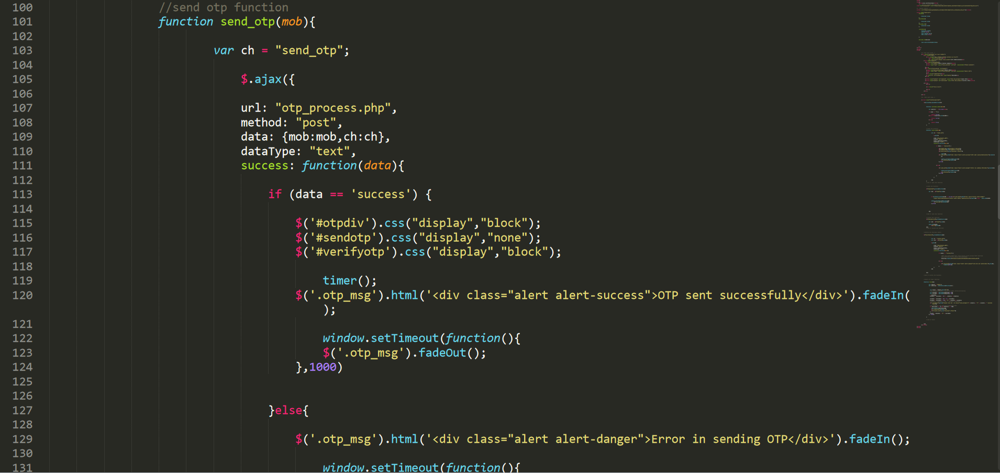 100 //send otp function
101 function send_otp(mob){
102
103 var ch = "send_otp";
104
105 $.ajax({
106
107 url: "otp_process.php",
108 method: "post",
109 data: {mob:mob,ch:ch},
110 dataType: "text",
111 success: function(data){
112
113 if (data == 'success') {
114
115 $('#otpdiv').css("display","block");
116 $('#sendotp').css("display","none");
117 $('#verifyotp').css("display","block");
118
119 timer();
120 $('.otp_msg').html('<div class="alert alert-success">OTP sent successfully</div>').fadeIn(
);
121
122 window.setTimeout(function(){
123 $('.otp_msg').fadeOut();
124 },1000)
125
126
127 }else{
128
129 $('.otp_msg').html('<div class="alert alert-danger">Error in sending OTP</div>').fadeIn();
130
131 window.setTimeout(function(){